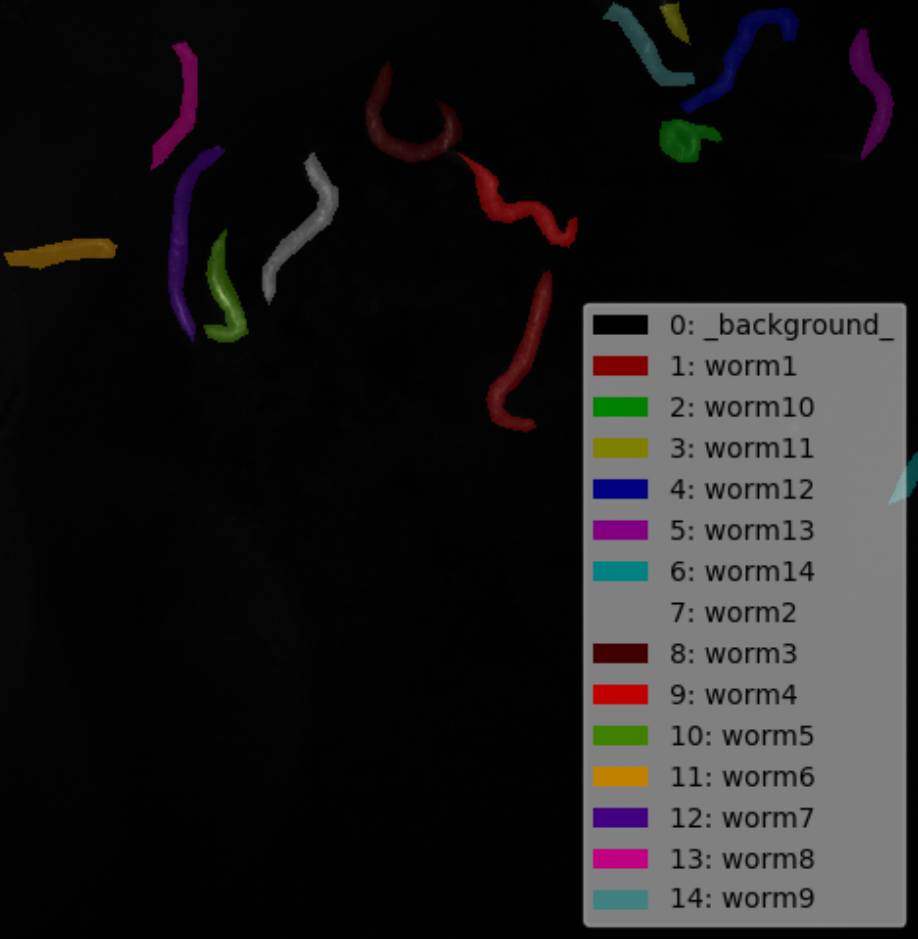 0: _background_
1: worm1
2: worm10
3: worm11
4: worm12
5: worm13
6: worm14
7: worm2
8: worm3
9: worm4
10: worm5
11: worm6
12: worm7
13: worm8
14: worm9